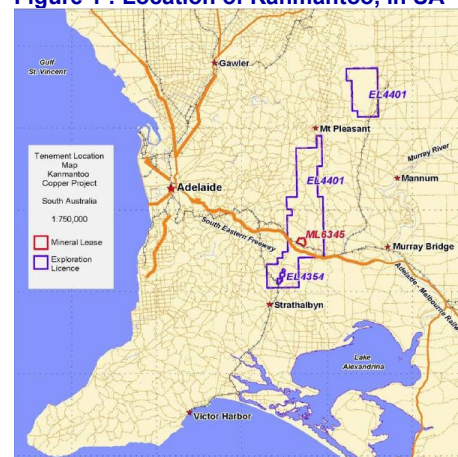 Figure 1 : Location of Kanmantoo, in SA
Gulf
St. Vincent
Gawler
EL4401
Mt Pleasant
Tenement Location
Map
Kanmantoo
Copper Project
South Australia
1:750,000
Mineral Lease
Exploration
Licence
Murray River
EL4401
Mannum
Adelaide
South Eastern Freeway
ML6345
Murray Bridge
EL4354
Adelaide - Melbourne Railway
Strathalbyn
Lake
Alexandrina
Victor Harbor